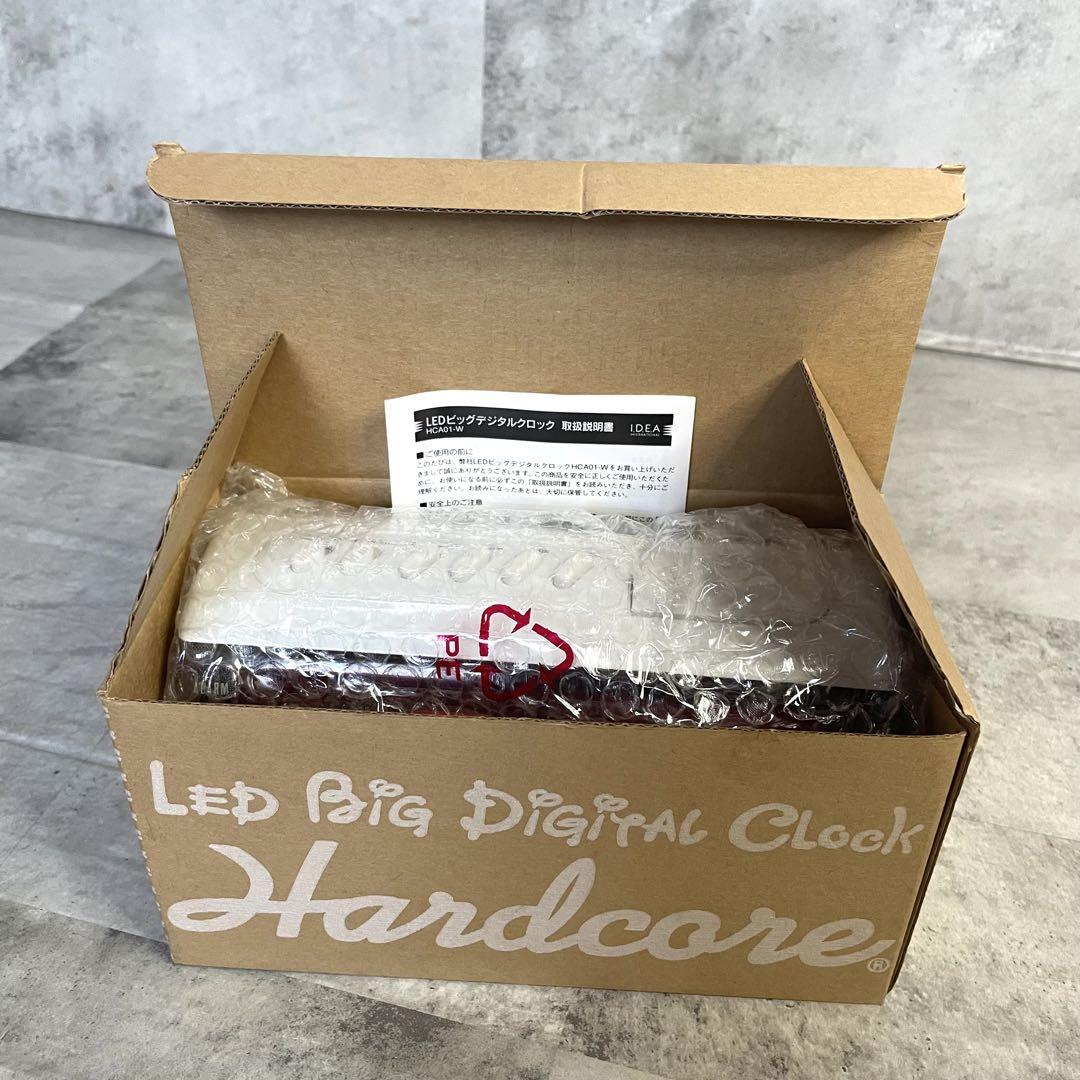 LEDビッグデジタルクロック 取扱説明書
HCA01-W
I.D.E.A
INTERNATIONAL
■ご使用の前に
このたびは、弊社LEDビッグデジタルクロックHCA01-Wをお買い上げいただ
きまして誠にありがとうございます。この商品を安全に正しくご使用いただくた
めに、お使いになる前に必ずこの「取扱説明書」をお読みいただき、十分にご
理解ください。お読みになったあとは、大切に保管してください。
■安全上のご注意
前にこの
PE
LED BIG DIGITAL CLOCK
Hardcore®